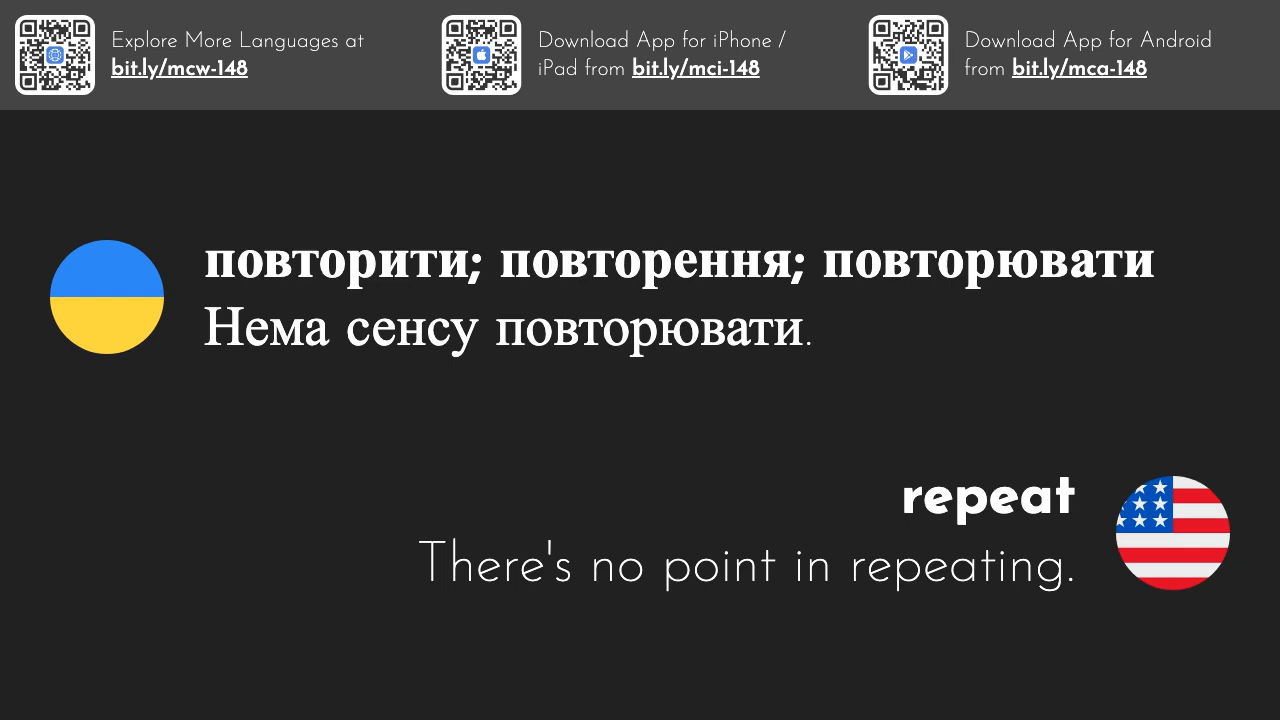 Explore More Languages at
bit.ly/mcw-148
Download App for iPhone /
iPad from bit.ly/mci-148
Download App for Android
from bit.ly/mca-148
повторити; повторення; повторювати
Нема сенсу повторювати.
repeat
There's no point in repeating.